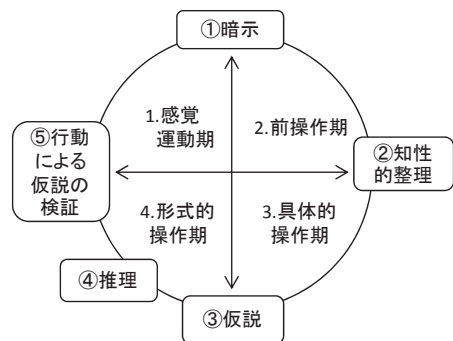 ①暗示
1.感覚
運動期
2.前操作期
②知性
的整理
⑤行動
による
仮説の
検証
4.形式的
操作期
3.具体的
操作期
④推理
③仮説